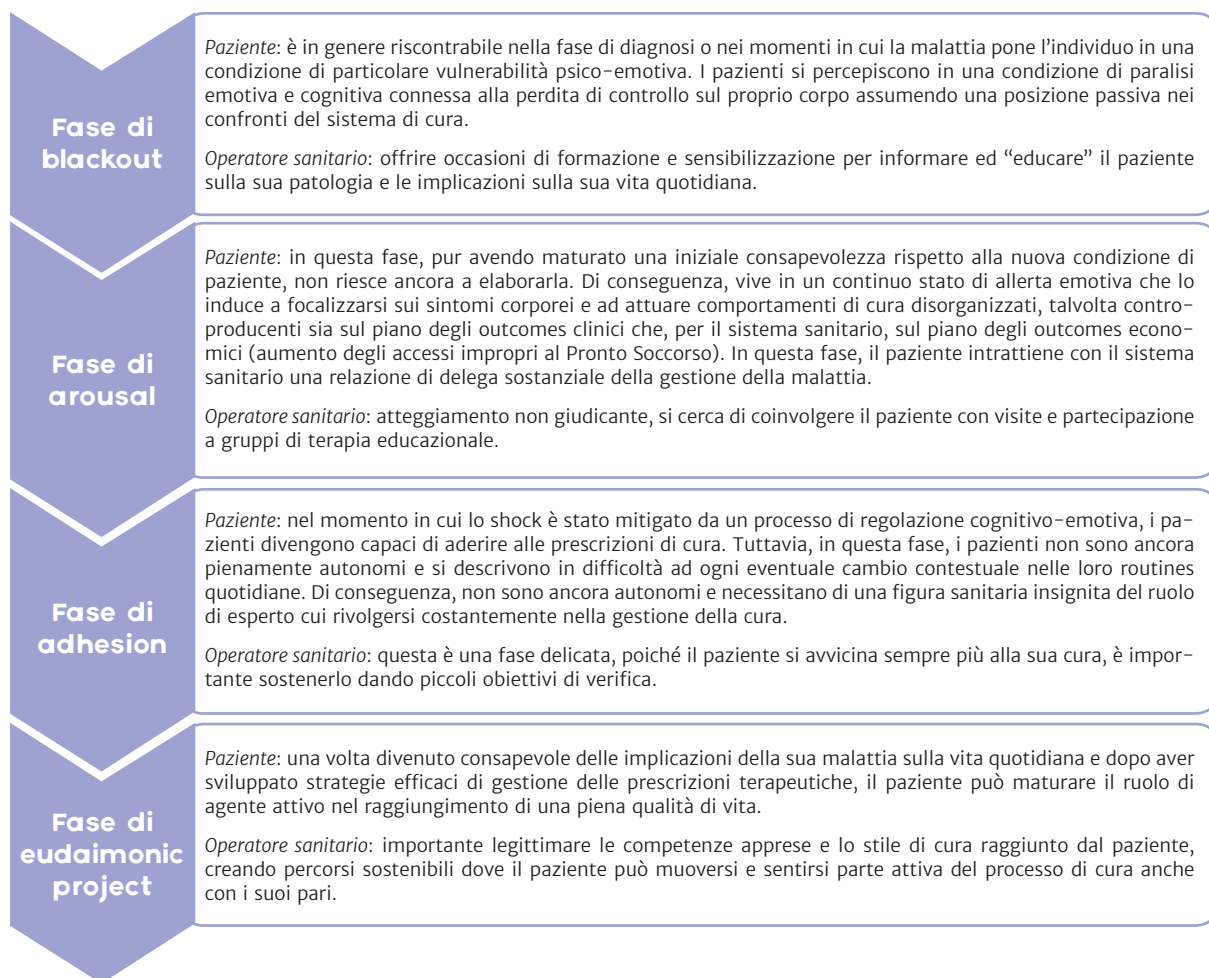 Fase di
blackout
Paziente: è in genere riscontrabile nella fase di diagnosi o nei momenti in cui la malattia pone l’individuo in una
condizione di particolare vulnerabilità psico-emotiva. I pazienti si percepiscono in una condizione di paralisi
emotiva e cognitiva connessa alla perdita di controllo sul proprio corpo assumendo una posizione passiva nei
confronti del sistema di cura.
Operatore sanitario: offrire occasioni di formazione e sensibilizzazione per informare ed “educare” il paziente
sulla sua patologia e le implicazioni sulla sua vita quotidiana.
Fase di
arousal
Paziente: in questa fase, pur avendo maturato una iniziale consapevolezza rispetto alla nuova condizione di
paziente, non riesce ancora a elaborarla. Di conseguenza, vive in un continuo stato di allerta emotiva che lo
induce a focalizzarsi sui sintomi corporei e ad attuare comportamenti di cura disorganizzati, talvolta contro-
producenti sia sul piano degli outcomes clinici che, per il sistema sanitario, sul piano degli outcomes econo-
mici (aumento degli accessi impropri al Pronto Soccorso). In questa fase, il paziente intrattiene con il sistema
sanitario una relazione di delega sostanziale della gestione della malattia.
Operatore sanitario: atteggiamento non giudicante, si cerca di coinvolgere il paziente con visite e partecipazione
a gruppi di terapia educazionale.
Fase di
adhesion
Paziente: nel momento in cui lo shock è stato mitigato da un processo di regolazione cognitivo-emotiva, i pa-
zienti divengono capaci di aderire alle prescrizioni di cura. Tuttavia, in questa fase, i pazienti non sono ancora
pienamente autonomi e si descrivono in difficoltà ad ogni eventuale cambio contestuale nelle loro routines
quotidiane. Di conseguenza, non sono ancora autonomi e necessitano di una figura sanitaria insignita del ruolo
di esperto cui rivolgersi costantemente nella gestione della cura.
Operatore sanitario: questa è una fase delicata, poiché il paziente si avvicina sempre più alla sua cura, è impor-
tante sostenerlo dando piccoli obiettivi di verifica.
Fase di
eudaimonic
project
Paziente: una volta divenuto consapevole delle implicazioni della sua malattia sulla vita quotidiana e dopo aver
sviluppato strategie efficaci di gestione delle prescrizioni terapeutiche, il paziente può maturare il ruolo di
agente attivo nel raggiungimento di una piena qualità di vita.
Operatore sanitario: importante legittimare le competenze apprese e lo stile di cura raggiunto dal paziente,
creando percorsi sostenibili dove il paziente può muoversi e sentirsi parte attiva del processo di cura anche
con i suoi pari.